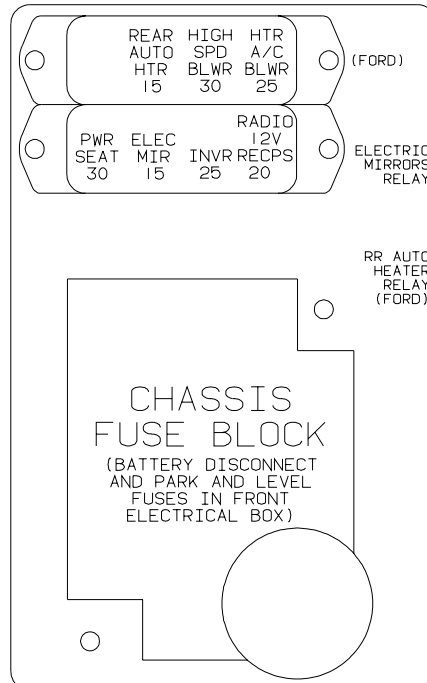 REAR HIGH HTR
AUTO SPD A/C
HTR BLWR BLWR
15 30 25
(FORD)
RADIO
PWR ELEC 12V
SEAT MIR INVR RECPS
30 15 25 20
ELECTRIC
MIRRORS
RELAY
RR AUTO
HEATER
RELAY
(FORD)
CHASSIS
FUSE BLOCK
(BATTERY DISCONNECT
AND PARK AND LEVEL
FUSES IN FRONT
ELECTRICAL BOX)